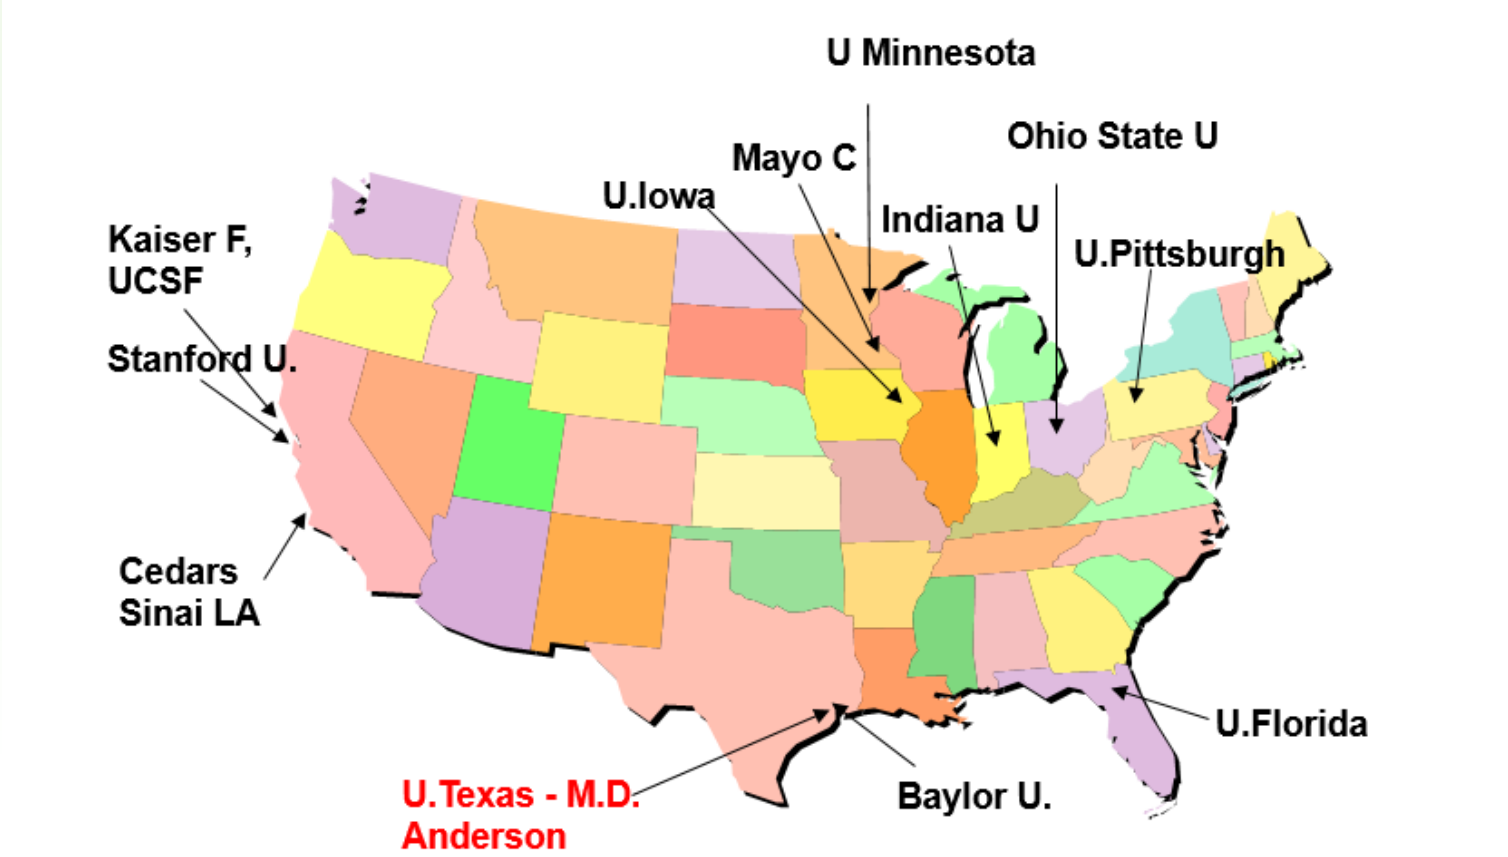 U Minnesota
Ohio State U
Mayo C
U.Iowa
Indiana U
Kaiser F,
UCSF
U.Pittsburgh
Stanford U.
Cedars
Sinai LA
U.Florida
U.Texas - M.D.
Anderson
Baylor U.